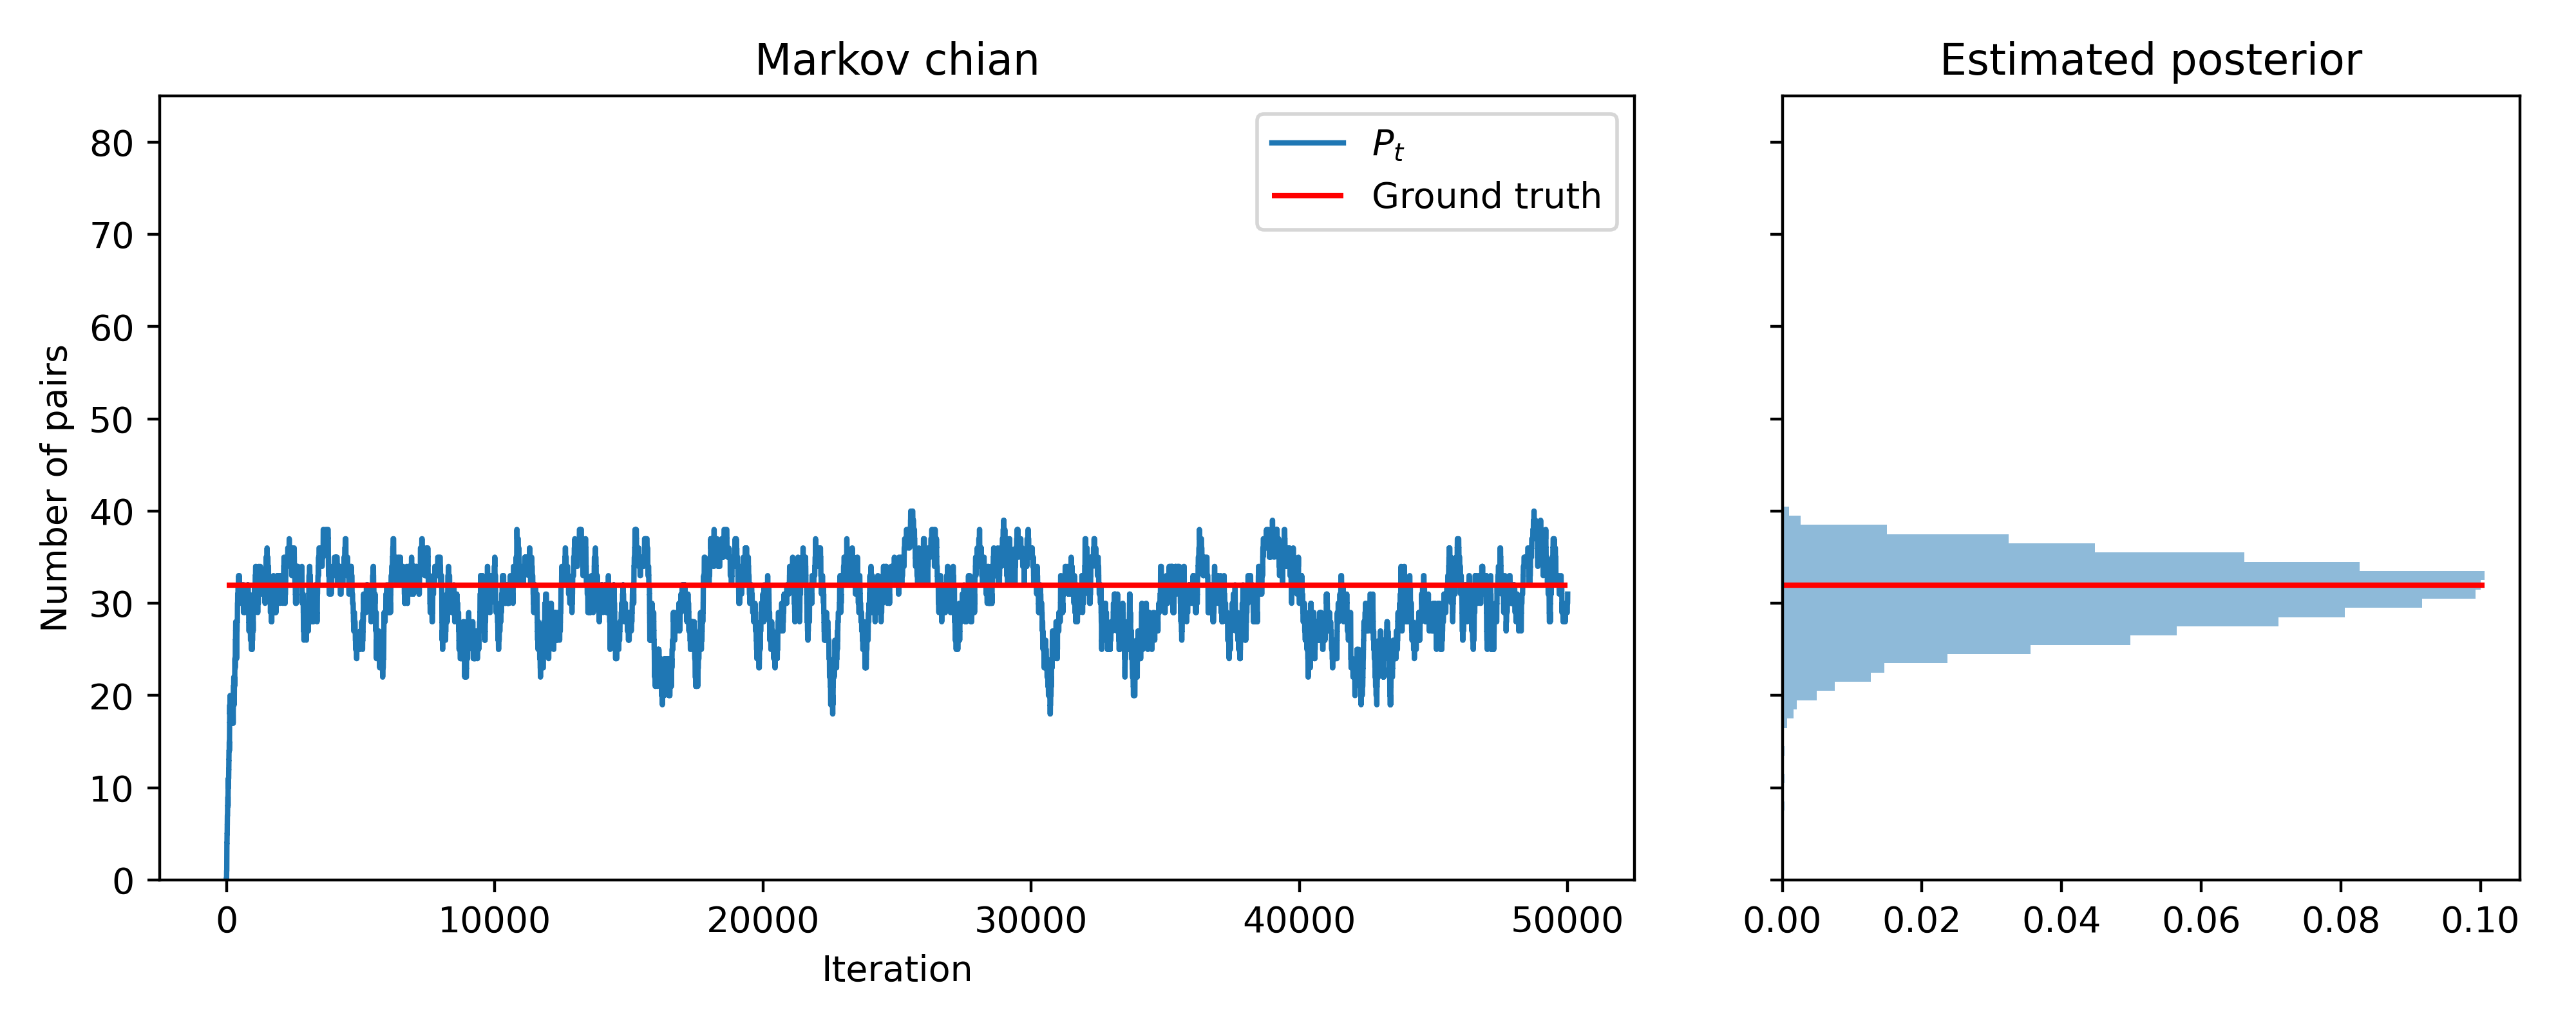 Markov chian
Estimated posterior
P_t
Ground truth
Number of pairs
80
70
60
50
40
30
20
10
0
0 10000 20000 30000 40000 50000
Iteration
0.00 0.02 0.04 0.06 0.08 0.10